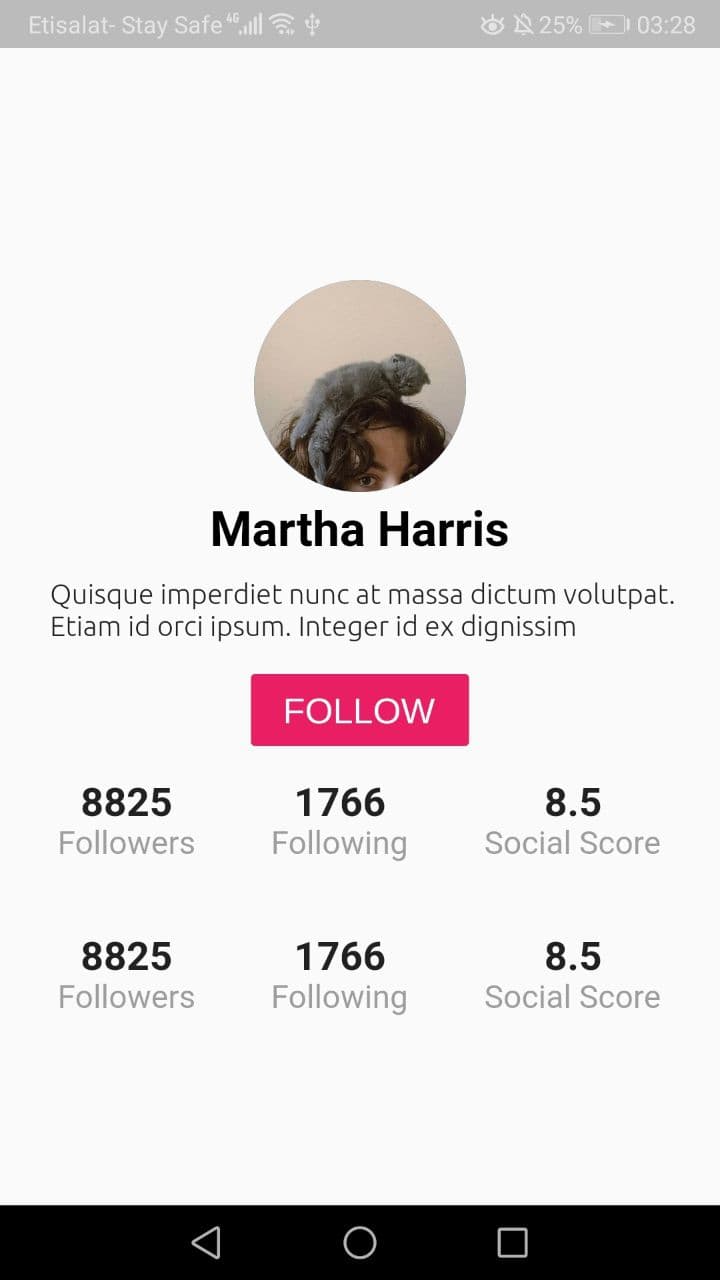 Etisalat- Stay Safe 4G 25% 03:28
Martha Harris
Quisque imperdiet nunc at massa dictum volutpat.
Etiam id orci ipsum. Integer id ex dignissim
FOLLOW
8825 1766 8.5
Followers Following Social Score
8825 1766 8.5
Followers Following Social Score